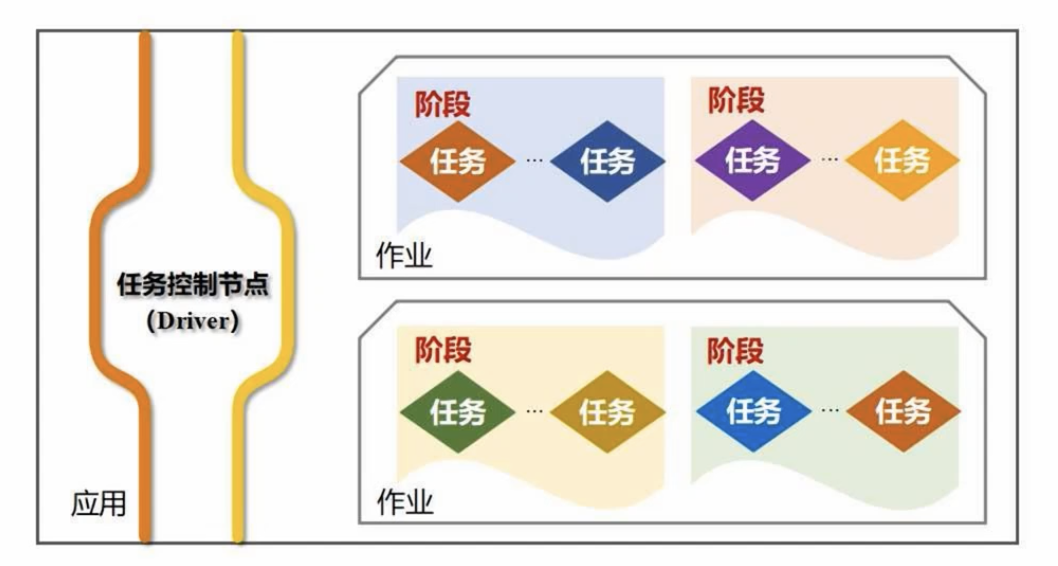 任务控制节点
(Driver)
应用
阶段 阶段
任务 ... 任务 任务 ... 任务
作业
阶段 阶段
任务 ... 任务 任务 ... 任务
作业